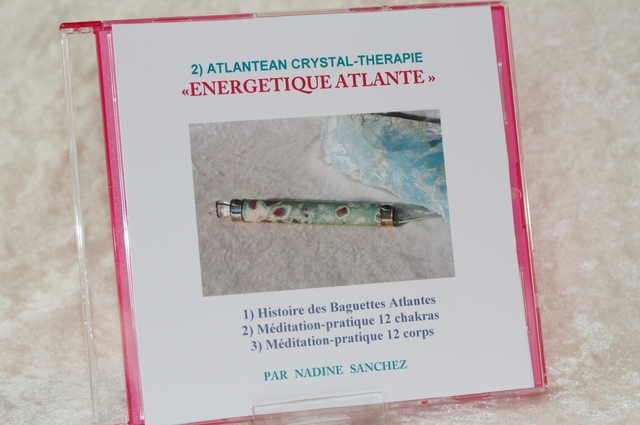 2) ATLANTEAN CRYSTAL-THERAPIE
«ENERGETIQUE ATLANTE »
1) Histoire des Baguettes Atlantes
2) Méditation-pratique 12 chakras
3) Méditation-pratique 12 corps
PAR NADINE SANCHEZ